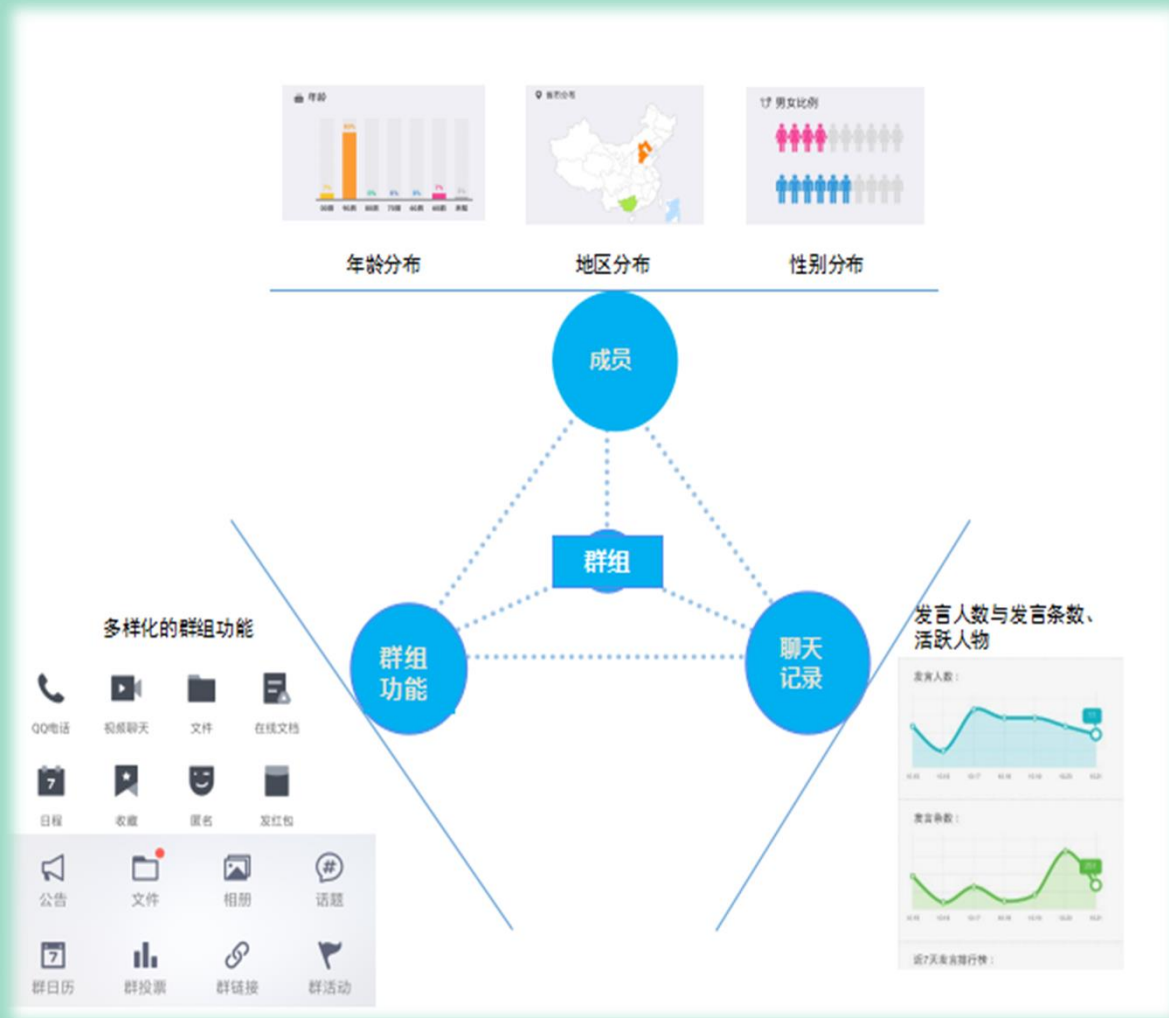 年龄
男女比例
年龄分布
地区分布
性别分布
成员
群组
群组
功能
聊天
记录
多样化的群组功能
QQ电话
视频聊天
文件
在线文档
7
日程
收藏
匿名
发红包
公告
文件
相册
话题
7
群日历
群投票
群链接
群活动
发言人数与发言条数、
活跃人物
发言人数：
发言条数：
近7天发言排行榜：